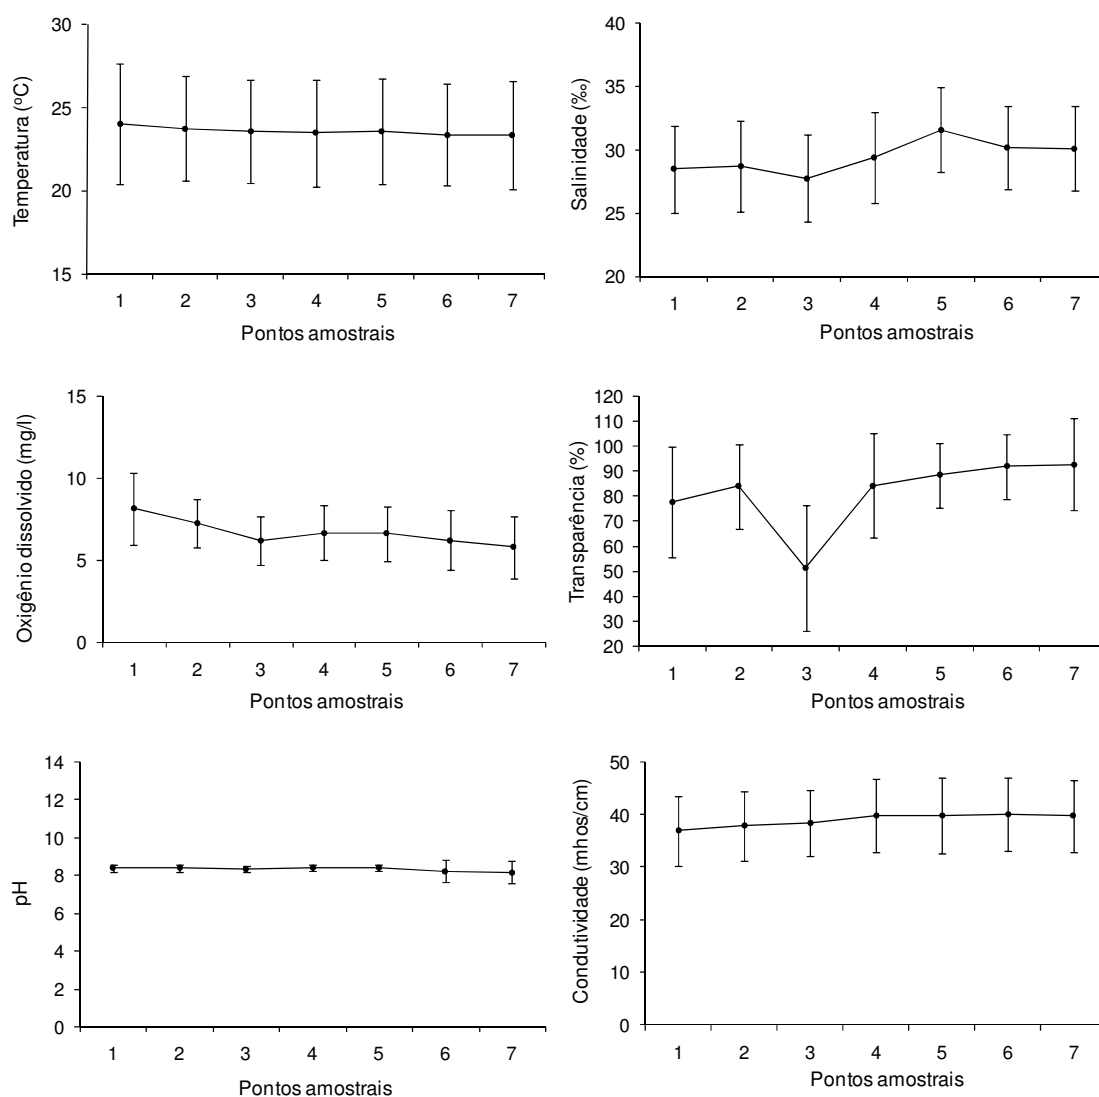 Temperatura (ºC)
30
25
20
15
1 2 3 4 5 6 7
Pontos amostrais
Salinidade (‰)
40
35
30
25
20
1 2 3 4 5 6 7
Pontos amostrais
Oxigênio dissolvido (mg/l)
15
10
5
0
1 2 3 4 5 6 7
Pontos amostrais
Transparência (%)
120
110
100
90
80
70
60
50
40
30
20
1 2 3 4 5 6 7
Pontos amostrais
pH
14
12
10
8
6
4
2
0
1 2 3 4 5 6 7
Pontos amostrais
Condutividade (mhos/cm)
50
40
30
20
10
0
1 2 3 4 5 6 7
Pontos amostrais